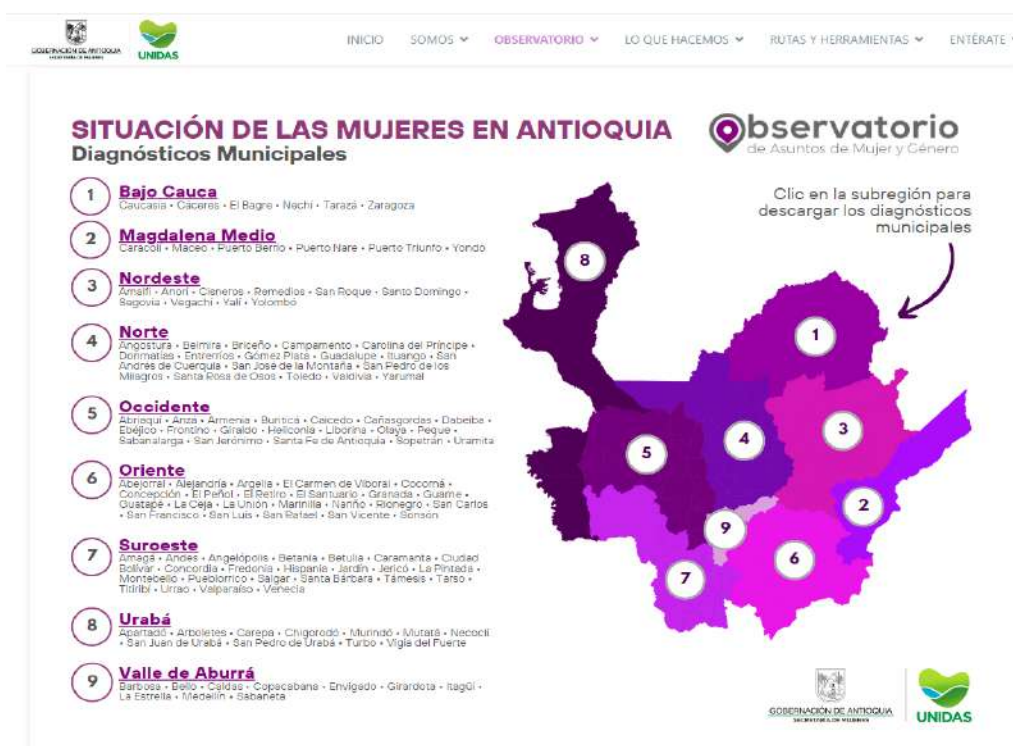 GOBERNACIÓN DE ANTIOQUIA
SECRETARÍA DE MUJERES
UNIDAS
INICIO SOMOS OBSERVATORIO LO QUE HACEMOS RUTAS Y HERRAMIENTAS ENTÉRATE
SITUACIÓN DE LAS MUJERES EN ANTIOQUIA
Diagnósticos Municipales
Observatorio
de Asuntos de Mujer y Género
Clic en la subregión para
descargar los diagnósticos
municipales
1 Bajo Cauca
Caucasia • Cáceres • El Bagre • Nechí • Tarazá • Zaragoza
2 Magdalena Medio
Caracolí • Maceo • Puerto Berrío • Puerto Nare • Puerto Triunfo • Yondó
3 Nordeste
Amalfi • Anorí • Cisneros • Remedios • San Roque • Santo Domingo •
Segovia • Vegachí • Yalí • Yolombó
4 Norte
Angostura • Belmira • Briceño • Campamento • Carolina del Príncipe •
Donmatías • Entrerríos • Gómez Plata • Guadalupe • Ituango • San
Andrés de Cuerquia • San José de la Montaña • San Pedro de los
Milagros • Santa Rosa de Osos • Toledo • Valdivia • Yarumal
5 Occidente
Abriaquí • Anzá • Armenia • Buriticá • Caicedo • Cañasgordas • Dabeiba •
Ebéjico • Frontino • Giraldo • Heliconia • Liborina • Olaya • Peque •
Sabanalarga • San Jerónimo • Santa Fe de Antioquia • Sopetrán • Uramita
6 Oriente
Abejorral • Alejandría • Argelia • El Carmen de Viboral • Cocorná •
Concepción • El Peñol • El Retiro • El Santuario • Granada • Guarne •
Guatapé • La Ceja • La Unión • Marinilla • Nariño • Rionegro • San Carlos
• San Francisco • San Luis • San Rafael • San Vicente • Sonsón
7 Suroeste
Amagá • Andes • Angelópolis • Betania • Betulia • Caramanta • Ciudad
Bolívar • Concordia • Fredonia • Hispania • Jardín • Jericó • La Pintada •
Montebello • Pueblorrico • Salgar • Santa Bárbara • Támesis • Tarso •
Titiribí • Urrao • Valparaíso • Venecia
8 Urabá
Apartadó • Arboletes • Carepa • Chigorodó • Murindó • Mutatá • Necoclí
• San Juan de Urabá • San Pedro de Urabá • Turbo • Vigía del Fuerte
9 Valle de Aburrá
Barbosa • Bello • Caldas • Copacabana • Envigado • Girardota • Itagüí •
La Estrella • Medellín • Sabaneta
8
1
3
4
5
2
9
6
7
GOBERNACIÓN DE ANTIOQUIA
SECRETARÍA DE MUJERES
UNIDAS